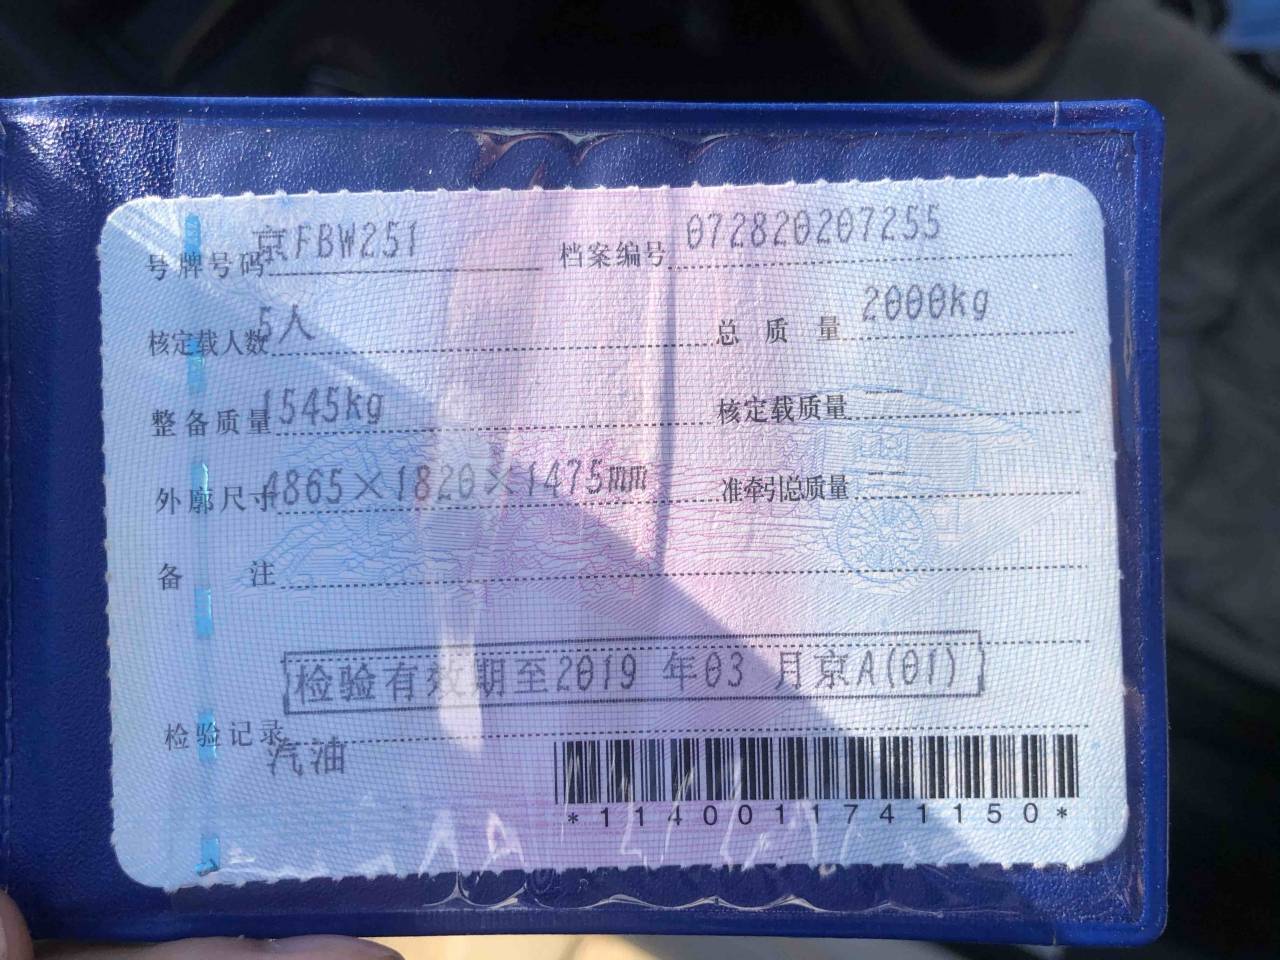 号牌号码 京FBW251 档案编号 072820207255
核定载人数 5人 总质量 2000kg
整备质量 1545kg 核定载质量 --
外廓尺寸 4865×1820×1475mm 准牵引总质量 --
备注
检验有效期至2019 年03 月京A(01)
检验记录
汽油
*1140011741150*